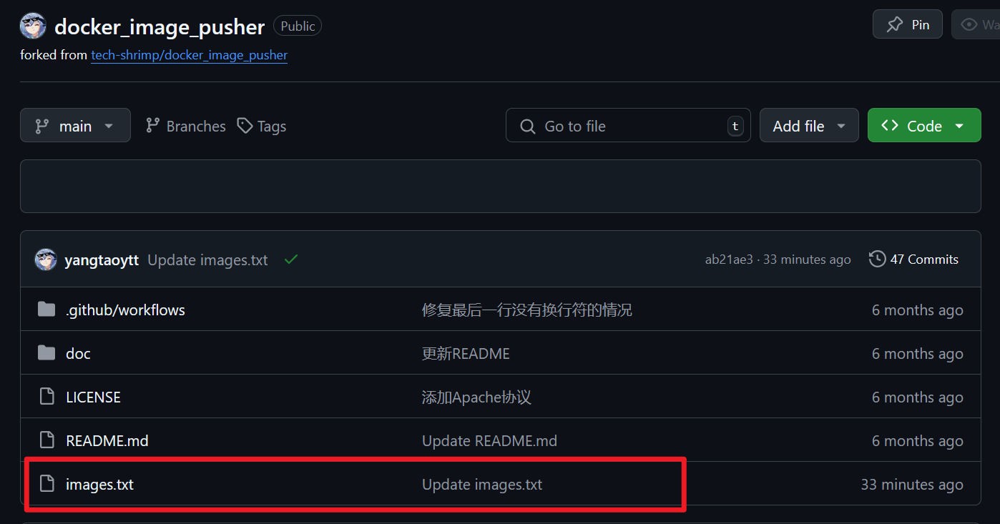 docker_image_pusher Public Pin
forked from tech-shrimp/docker_image_pusher
main Branches Tags Go to file t Add file Code
yangtaoytt Update images.txt ab21ae3 · 33 minutes ago 47 Commits
.github/workflows 修复最后一行没有换行符的情况 6 months ago
doc 更新README 6 months ago
LICENSE 添加Apache协议 6 months ago
README.md Update README.md 6 months ago
images.txt Update images.txt 33 minutes ago